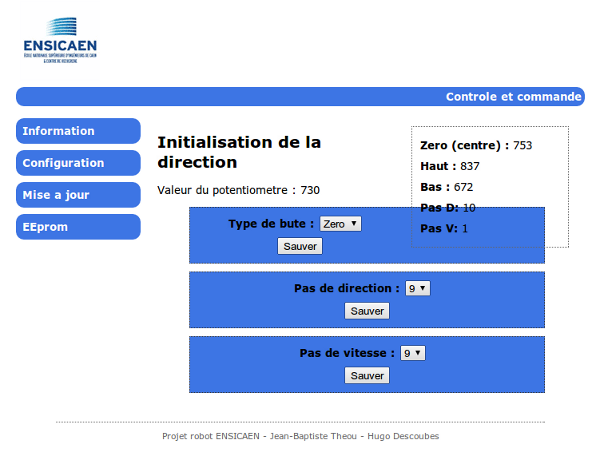 ENSICAEN
ÉCOLE NATIONALE SUPÉRIEURE D'INGÉNIEURS DE CAEN
& CENTRE DE RECHERCHE
Controle et commande
Information
Configuration
Mise a jour
EEprom
Initialisation de la
direction
Valeur du potentiometre : 730
Zero (centre) : 753
Haut : 837
Bas : 672
Pas D: 10
Pas V: 1
Type de bute : Zero
Sauver
Pas de direction : 9
Sauver
Pas de vitesse : 9
Sauver
Projet robot ENSICAEN - Jean-Baptiste Theou - Hugo Descoubes